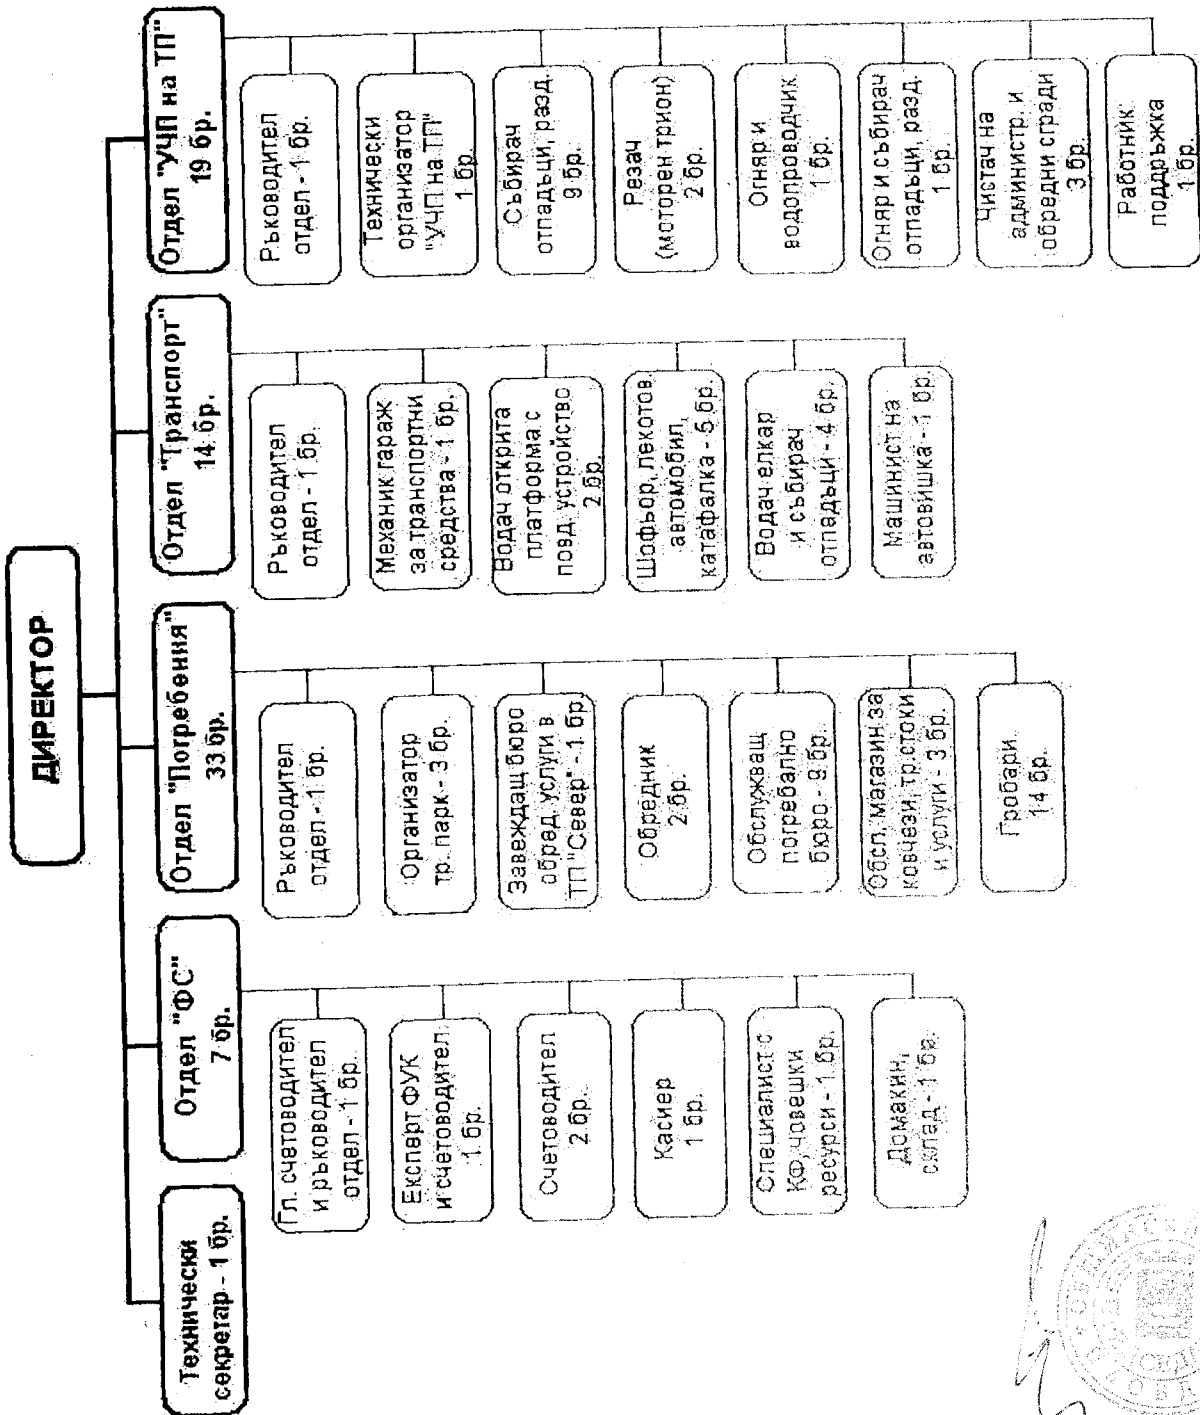 ДИРЕКТОР
Технически
секретар - 1 бр.
Отдел "ФС"
7 бр.
Гл. счетоводител
и ръководител
отдел - 1 бр.
Експерт ФУК
и счетоводител
1 бр.
Счетоводител
2 бр.
Касиер
1 бр.
Специалист с
КФ, човешки
ресурси - 1 бр.
Домакин,
склад - 1 бр.
Отдел "Погребения"
33 бр.
Ръководител
отдел - 1 бр.
Организатор
тр. парк - 3 бр.
Завеждащ бюро
обред. услуги в
ТП "Север" - 1 бр.
Обредник
2 бр.
Обслужващ
погребално
бюро - 9 бр.
Обсл. магазин за
ковчези, тр. стоки
и услуги - 3 бр.
Гробари
14 бр.
Отдел "Транспорт"
14 бр.
Ръководител
отдел - 1 бр.
Механик гараж
за транспортни
средства - 1 бр.
Водач открита
платформа с
повд. устройство
2 бр.
Шофьор, лекотов.
автомобил,
катафалка - 5 бр.
Водач елкар
и събирач
отпадъци - 4 бр.
Машинист на
автовишка - 1 бр.
Отдел "УЧП на ТП"
19 бр.
Ръководител
отдел - 1 бр.
Технически
организатор
"УЧП на ТП"
1 бр.
Събирач
отпадъци, разд.
9 бр.
Резач
(моторен трион)
2 бр.
Огняр и
водопроводчик
1 бр.
Огняр и събирач
отпадъци, разд.
1 бр.
Чистач на
администр. и
обредни сгради
3 бр.
Работник
поддръжка
1 бр.